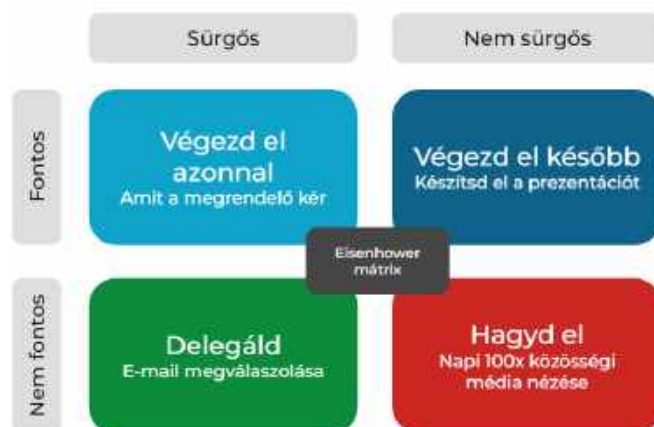 Sürgős
Nem sürgős
Fontos
Végezd el
azonnal
Amit a megrendelő kér
Végezd el később
Készítsd el a prezentációt
Eisenhower
mátrix
Nem fontos
Delegáld
E-mail megválaszolása
Hagyd el
Napi 100x közösségi
média nézése